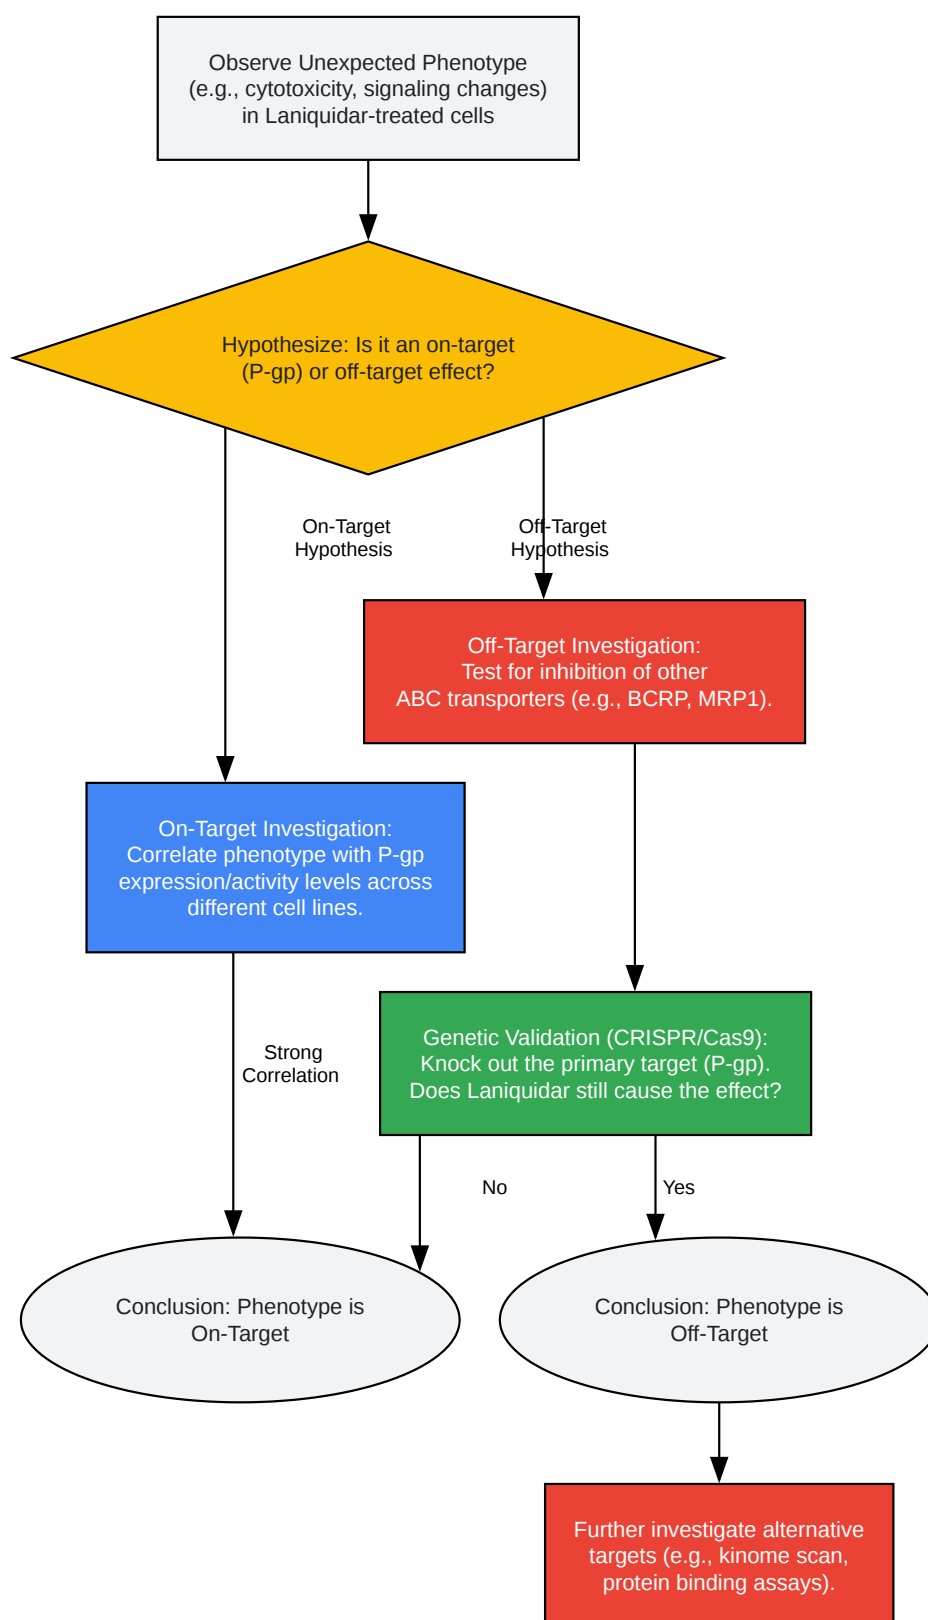 Observe Unexpected Phenotype
(e.g., cytotoxicity, signaling changes)
in Laniquidar-treated cells
Hypothesize: Is it an on-target
(P-gp) or off-target effect?
On-Target
Hypothesis
Off-Target
Hypothesis
Off-Target Investigation:
Test for inhibition of other
ABC transporters (e.g., BCRP, MRP1).
On-Target Investigation:
Correlate phenotype with P-gp
expression/activity levels across
different cell lines.
Strong
Correlation
Genetic Validation (CRISPR/Cas9):
Knock out the primary target (P-gp).
Does Laniquidar still cause the effect?
No
Yes
Conclusion: Phenotype is
On-Target
Conclusion: Phenotype is
Off-Target
Further investigate alternative
targets (e.g., kinome scan,
protein binding assays).